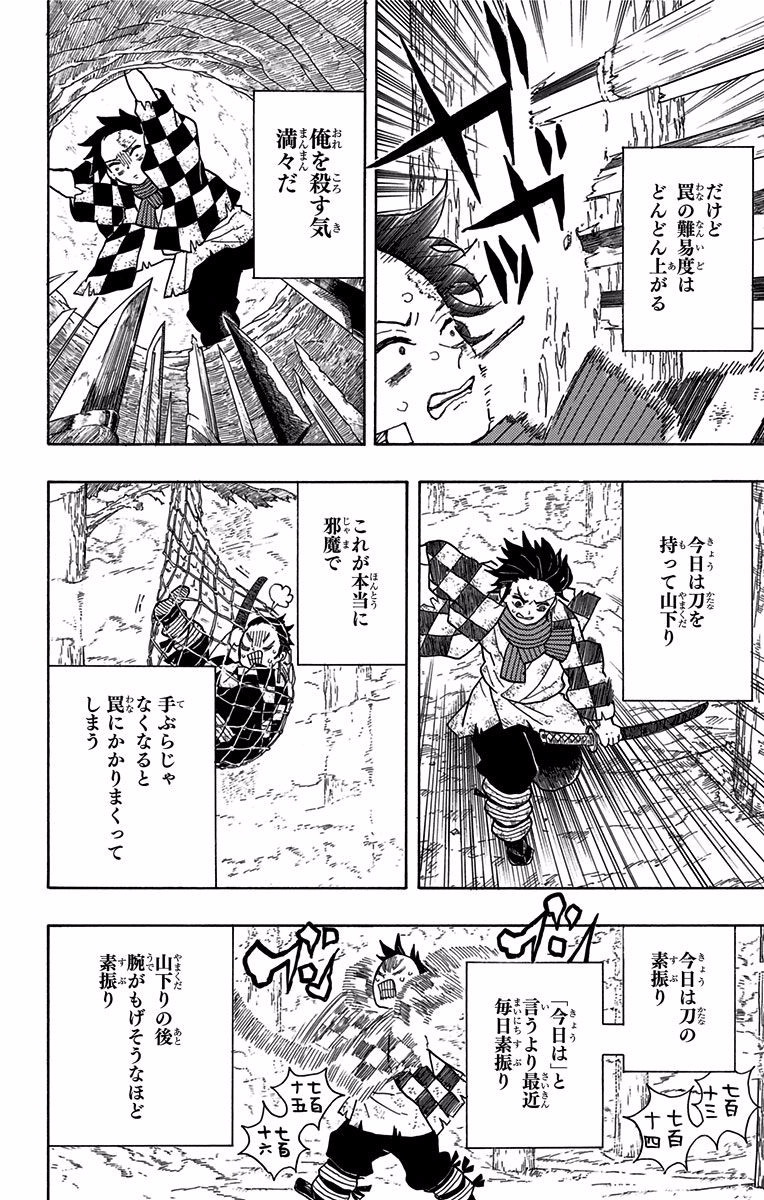 だけど
罠の難易度は
どんどん上がる
ズガガッ
俺を殺す気
満々だ
今日は刀を
持って山下り
これが本当に
邪魔で
手ぶらじゃ
なくなると
罠にかかりまくって
しまう
今日は刀の
素振り
七百
十三
七百
十四
「今日は」と
言うより最近
毎日素振り
ブン
ブン
七百
十五
七百
十六
山下りの後
腕がもげそうなほど
素振り